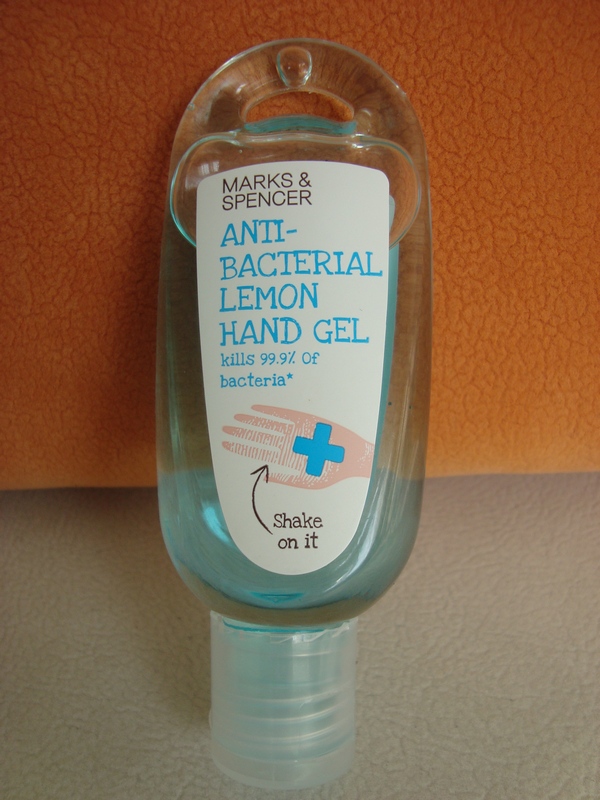 MARKS &
SPENCER
ANTI-
BACTERIAL
LEMON
HAND GEL
kills 99.9% of
bacteria*
Shake
on it